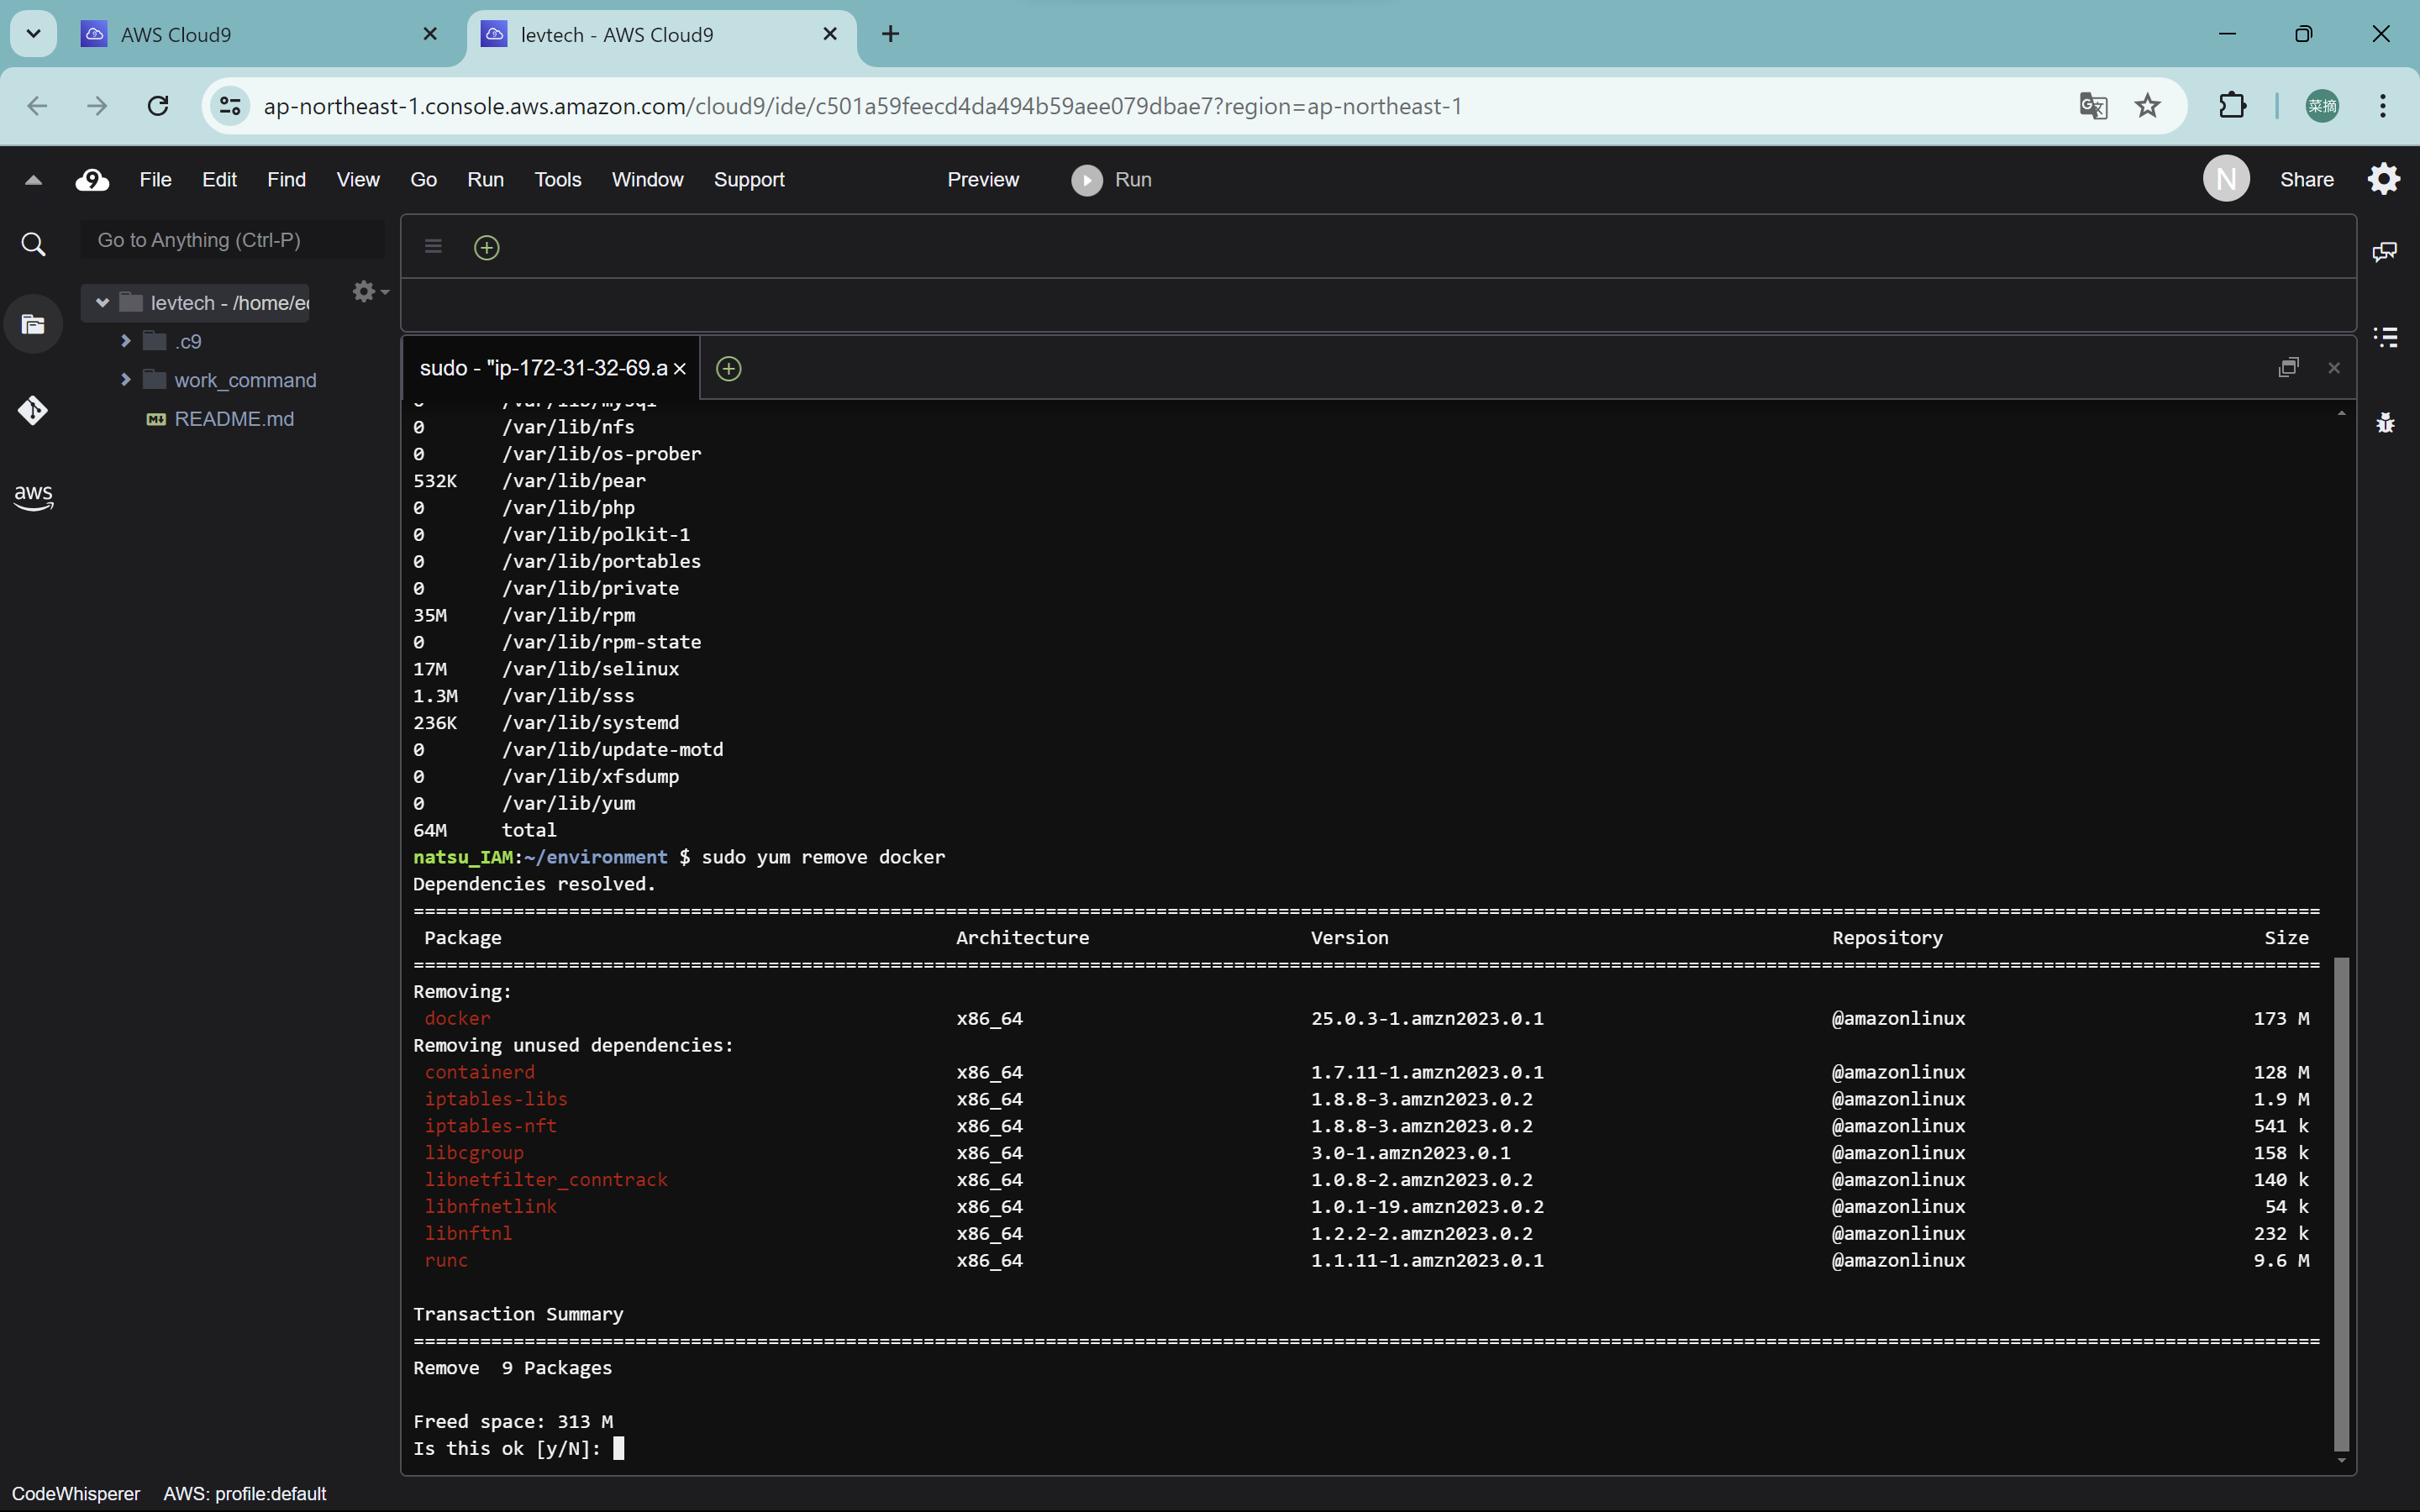 AWS Cloud9
levtech - AWS Cloud9
ap-northeast-1.console.aws.amazon.com/cloud9/ide/c501a59feecd4da494b59aee079dbae7?region=ap-northeast-1
菜摘
9 File Edit Find View Go Run Tools Window Support Preview Run N Share
Go to Anything (Ctrl-P)
levtech - /home/ec
.c9
work_command
README.md
aws
sudo - "ip-172-31-32-69.a
0 /var/lib/mysql
0 /var/lib/nfs
0 /var/lib/os-prober
532K /var/lib/pear
0 /var/lib/php
0 /var/lib/polkit-1
0 /var/lib/portables
0 /var/lib/private
35M /var/lib/rpm
0 /var/lib/rpm-state
17M /var/lib/selinux
1.3M /var/lib/sss
236K /var/lib/systemd
0 /var/lib/update-motd
0 /var/lib/xfsdump
0 /var/lib/yum
64M total
natsu_IAM:~/environment $ sudo yum remove docker
Dependencies resolved.
Package Architecture Version Repository Size
Removing:
docker x86_64 25.0.3-1.amzn2023.0.1 @amazonlinux 173 M
Removing unused dependencies:
containerd x86_64 1.7.11-1.amzn2023.0.1 @amazonlinux 128 M
iptables-libs x86_64 1.8.8-3.amzn2023.0.2 @amazonlinux 1.9 M
iptables-nft x86_64 1.8.8-3.amzn2023.0.2 @amazonlinux 541 k
libcgroup x86_64 3.0-1.amzn2023.0.1 @amazonlinux 158 k
libnetfilter_conntrack x86_64 1.0.8-2.amzn2023.0.2 @amazonlinux 140 k
libnfnetlink x86_64 1.0.1-19.amzn2023.0.2 @amazonlinux 54 k
libnftnl x86_64 1.2.2-2.amzn2023.0.2 @amazonlinux 232 k
runc x86_64 1.1.11-1.amzn2023.0.1 @amazonlinux 9.6 M
Transaction Summary
Remove 9 Packages
Freed space: 313 M
Is this ok [y/N]:
CodeWhisperer AWS: profile:default